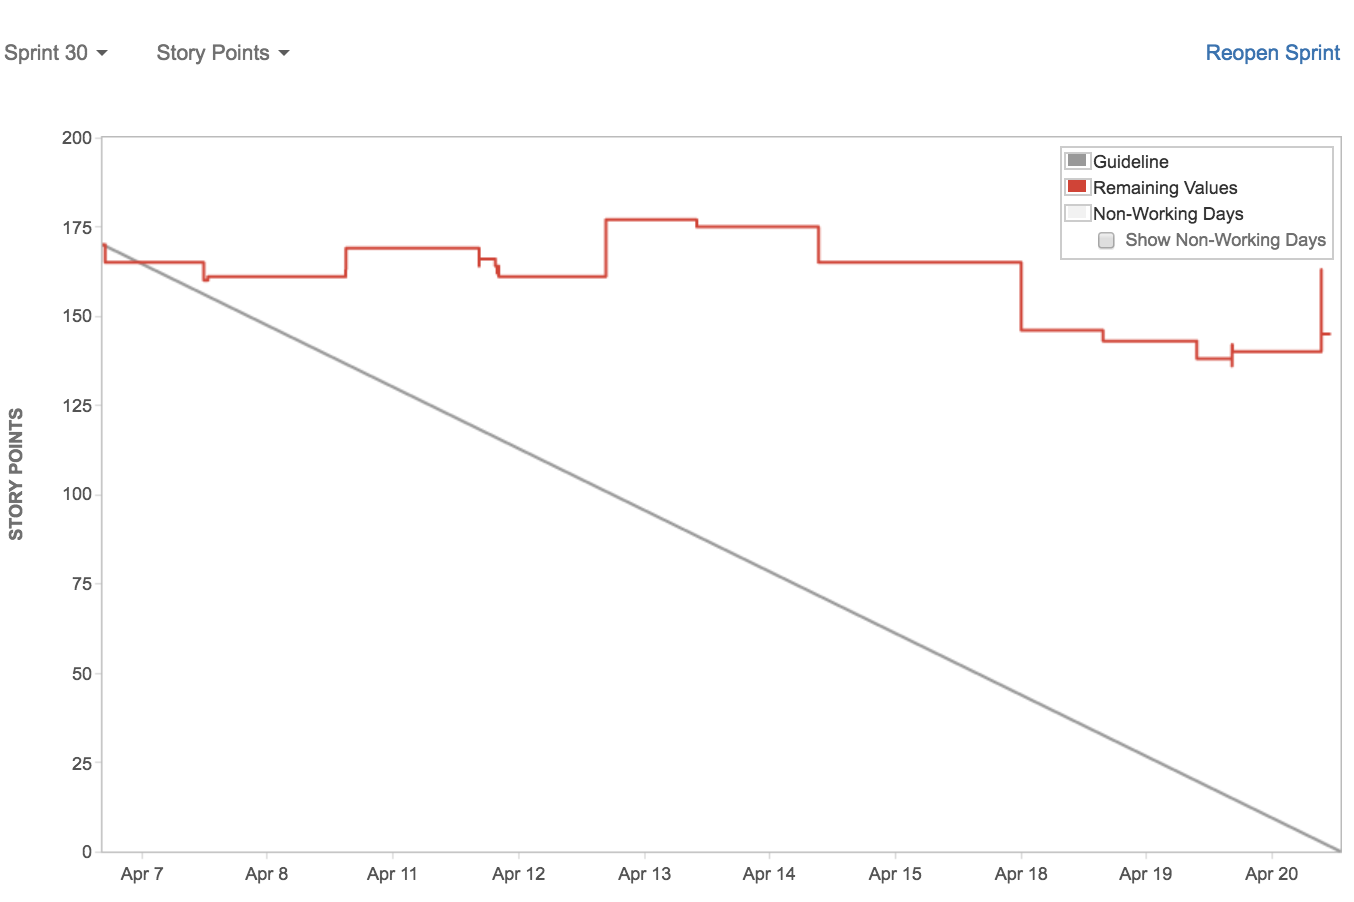 Sprint 30 Story Points Reopen Sprint
200
Guideline
Remaining Values
Non-Working Days
Show Non-Working Days
175
150
125
100
75
50
25
0
STORY POINTS
Apr 7 Apr 8 Apr 11 Apr 12 Apr 13 Apr 14 Apr 15 Apr 18 Apr 19 Apr 20